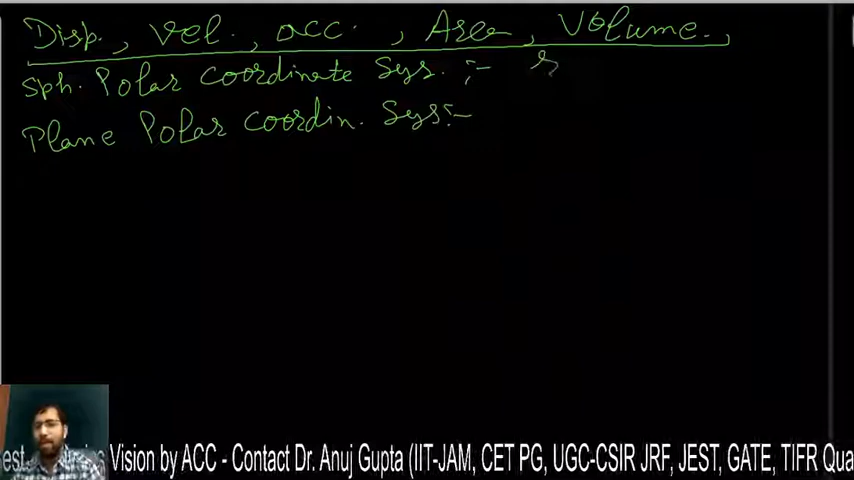 Disp., vel., acc., Area, Volume.,
Sph. Polar coordinate Sys. :- r
Plane Polar coordin. Sys:-
Vision by ACC - Contact Dr. Anuj Gupta (IIT-JAM, CET PG, UGC-CSIR JRF, JEST, GATE, TIFR Qua